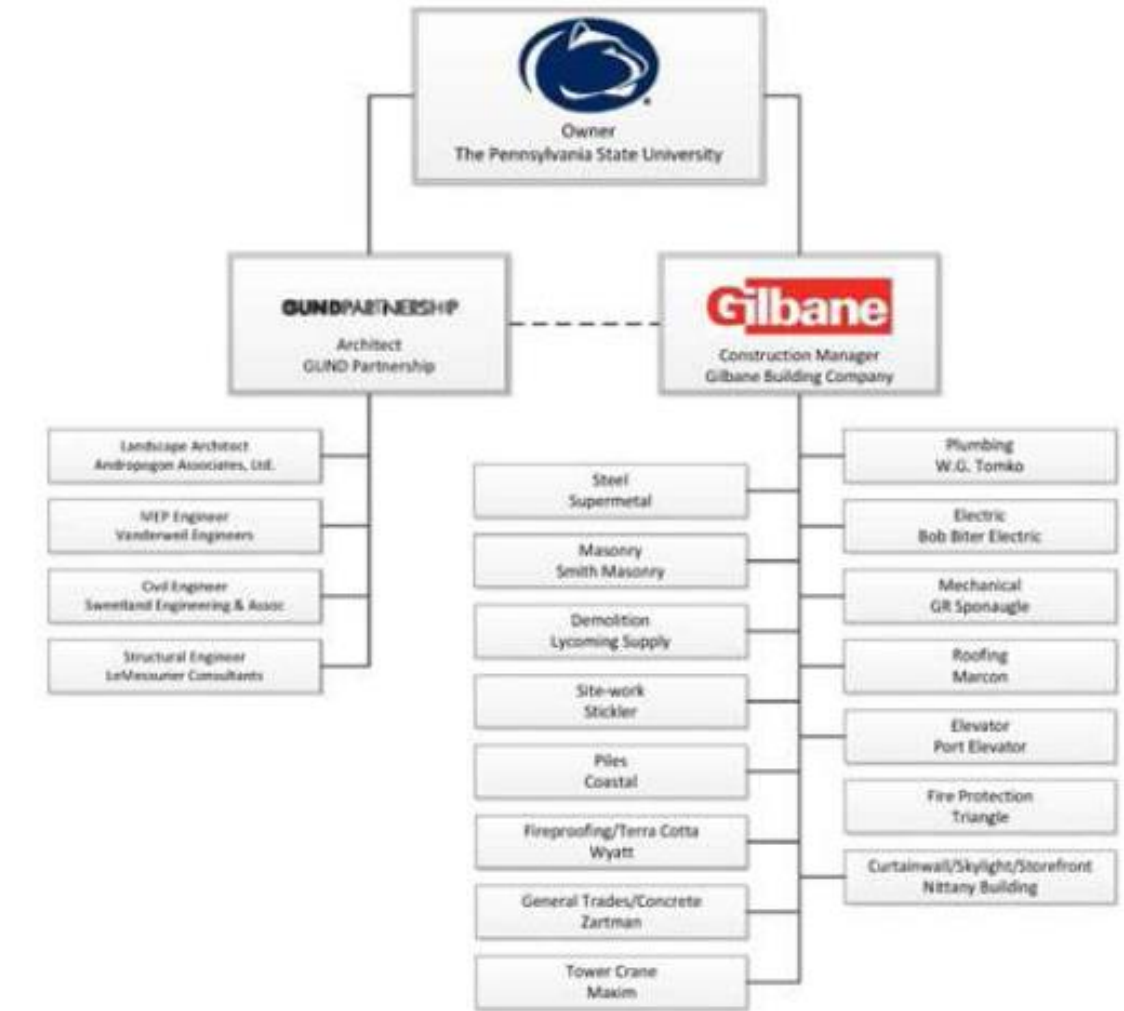 Owner
The Pennsylvania State University
GUNDPARTNERSHIP
Architect
GUND Partnership
Gilbane
Construction Manager
Gilbane Building Company
Landscape Architect
Andropogon Associates, Ltd.
MEP Engineer
Vanderweil Engineers
Civil Engineer
Sweetland Engineering & Assoc
Structural Engineer
LeMessurier Consultants
Steel
Supermetal
Masonry
Smith Masonry
Demolition
Lycoming Supply
Site-work
Stickler
Piles
Coastal
Fireproofing/Terra Cotta
Wyatt
General Trades/Concrete
Zartman
Tower Crane
Maxim
Plumbing
W.G. Tomko
Electric
Bob Biter Electric
Mechanical
GR Sponaugle
Roofing
Marcon
Elevator
Port Elevator
Fire Protection
Triangle
Curtainwall/Skylight/Storefront
Nittany Building